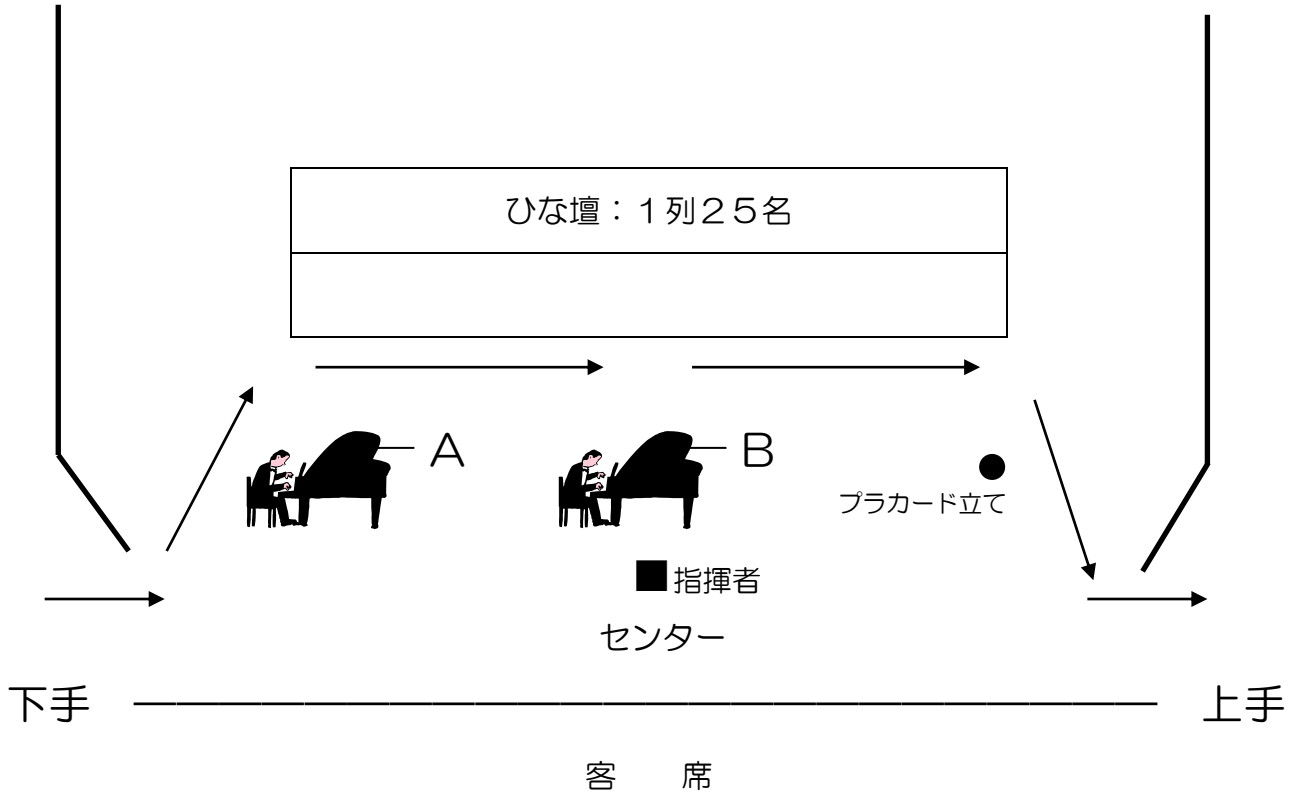 ひな壇：１列２５名
A
B
プラカード立て
指揮者
センター
下手
上手
客　席